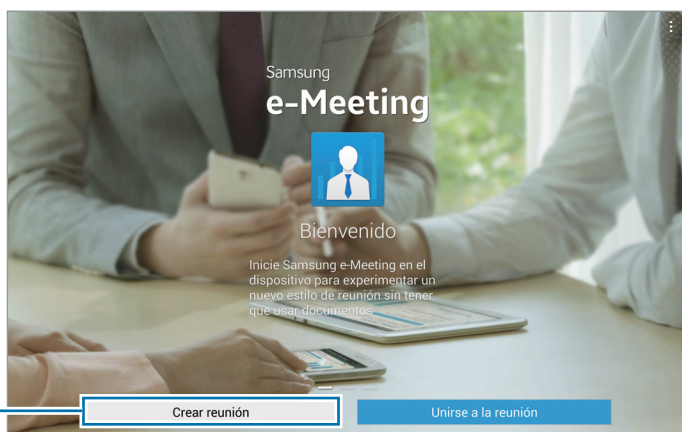 Samsung
e-Meeting
Bienvenido
Inicie Samsung e-Meeting en el
dispositivo para experimentar un
nuevo estilo de reunión sin tener
que usar documentos.
Crear reunión
Unirse a la reunión